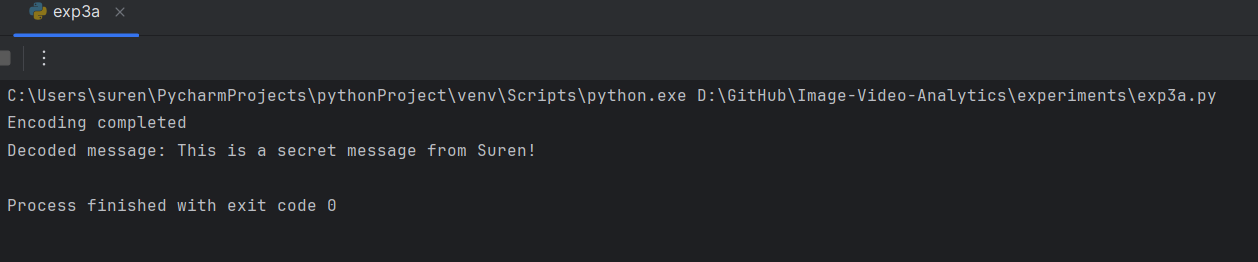 exp3a
C:\Users\suren\PycharmProjects\pythonProject\venv\Scripts\python.exe D:\GitHub\Image-Video-Analytics\experiments\exp3a.py
Encoding completed
Decoded message: This is a secret message from Suren!
Process finished with exit code 0